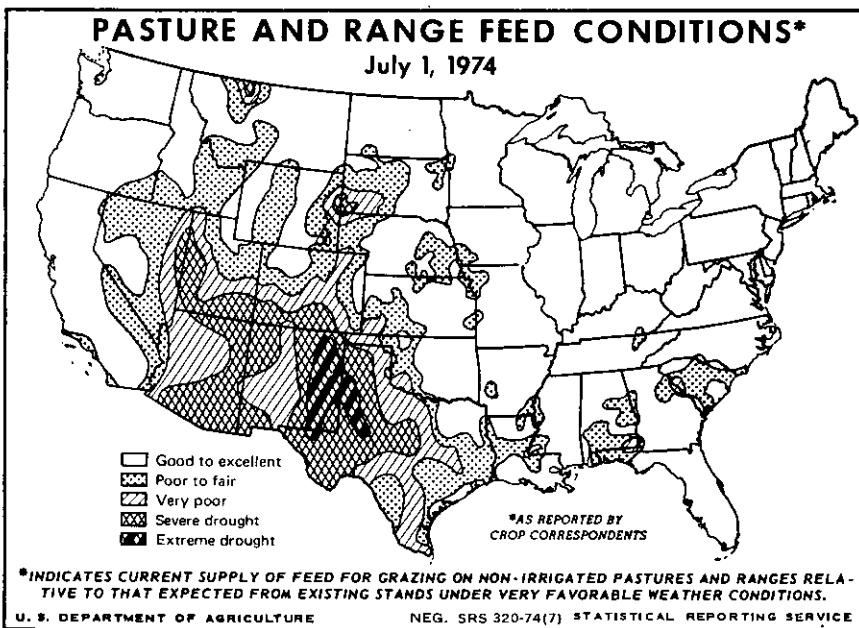 PASTURE AND RANGE FEED CONDITIONS*
July 1, 1974
Good to excellent
Poor to fair
Very poor
Severe drought
Extreme drought
*AS REPORTED BY
CROP CORRESPONDENTS
*INDICATES CURRENT SUPPLY OF FEED FOR GRAZING ON NON-IRRIGATED PASTURES AND RANGES RELA-
TIVE TO THAT EXPECTED FROM EXISTING STANDS UNDER VERY FAVORABLE WEATHER CONDITIONS.
U. S. DEPARTMENT OF AGRICULTURE NEG. SRS 320-74(7) STATISTICAL REPORTING SERVICE